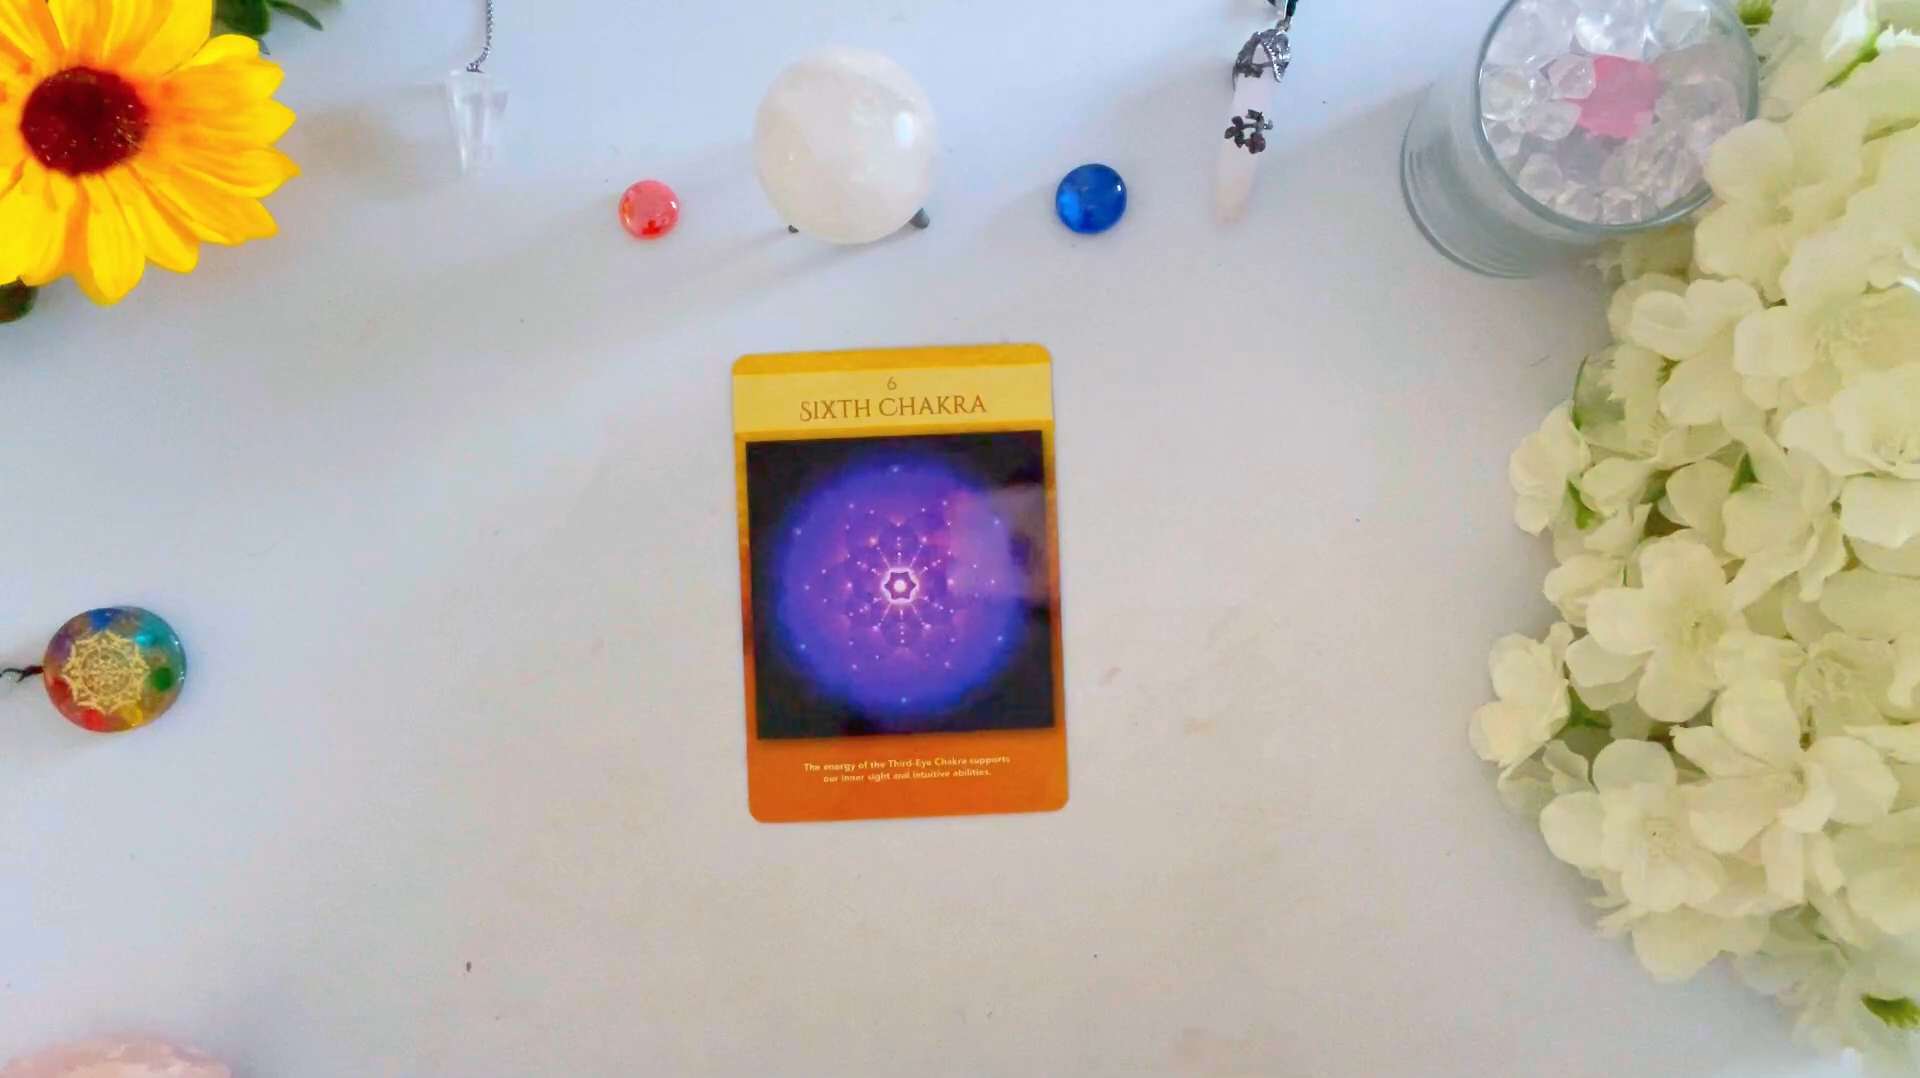 6
SIXTH CHAKRA
The energy of the Third-Eye Chakra supports
our inner sight and intuitive abilities.